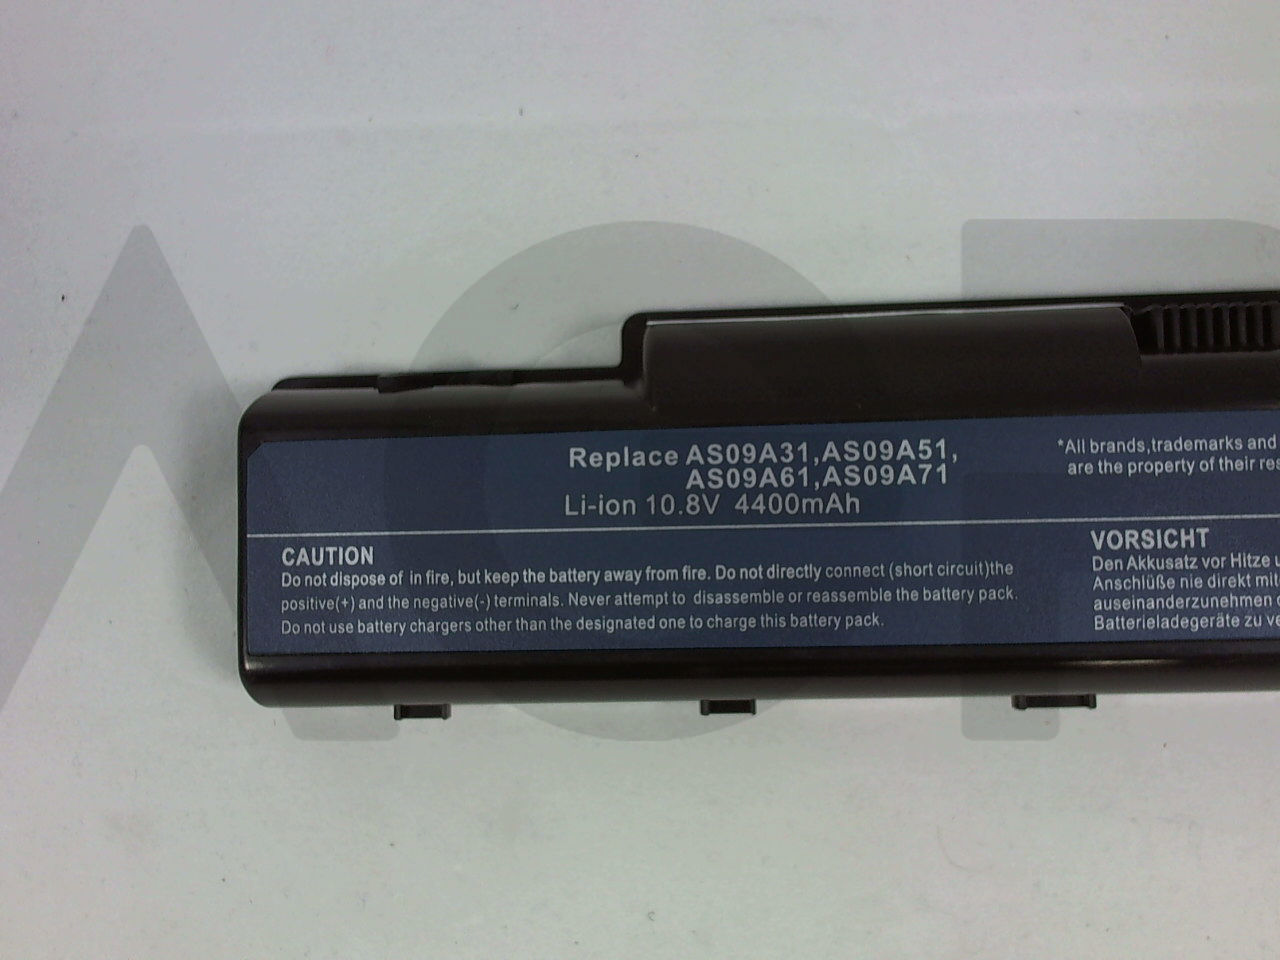 Replace AS09A31,AS09A51,
AS09A61,AS09A71
Li-ion 10.8V 4400mAh
*All brands,trademarks and
are the property of their
CAUTION
Do not dispose of in fire, but keep the battery away from fire. Do not directly connect (short circuit)the
positive(+) and the negative(-) terminals. Never attempt to disassemble or reassemble the battery pack.
Do not use battery chargers other than the designated one to charge this battery pack.
VORSICHT
Den Akkusatz vor Hitze
Anschlüße nie direkt mit
auseinanderzunehmen
Batterieladegeräte zu